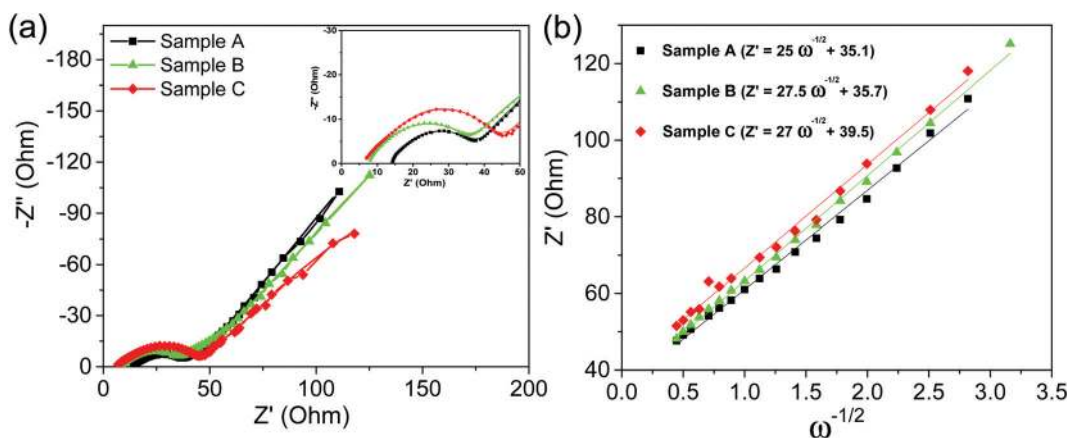 (a)
-180
-150
-120
-90
-60
-30
0
-Z'' (Ohm)
0 50 100 150 200
Z' (Ohm)
Sample A
Sample B
Sample C
-30
-20
-10
0
-Z'' (Ohm)
0 10 20 30 40 50
Z' (Ohm)
(b)
120
100
80
60
40
Z' (Ohm)
0.0 0.5 1.0 1.5 2.0 2.5 3.0 3.5
ω-1/2
Sample A (Z' = 25 ω-1/2 + 35.1)
Sample B (Z' = 27.5 ω-1/2 + 35.7)
Sample C (Z' = 27 ω-1/2 + 39.5)